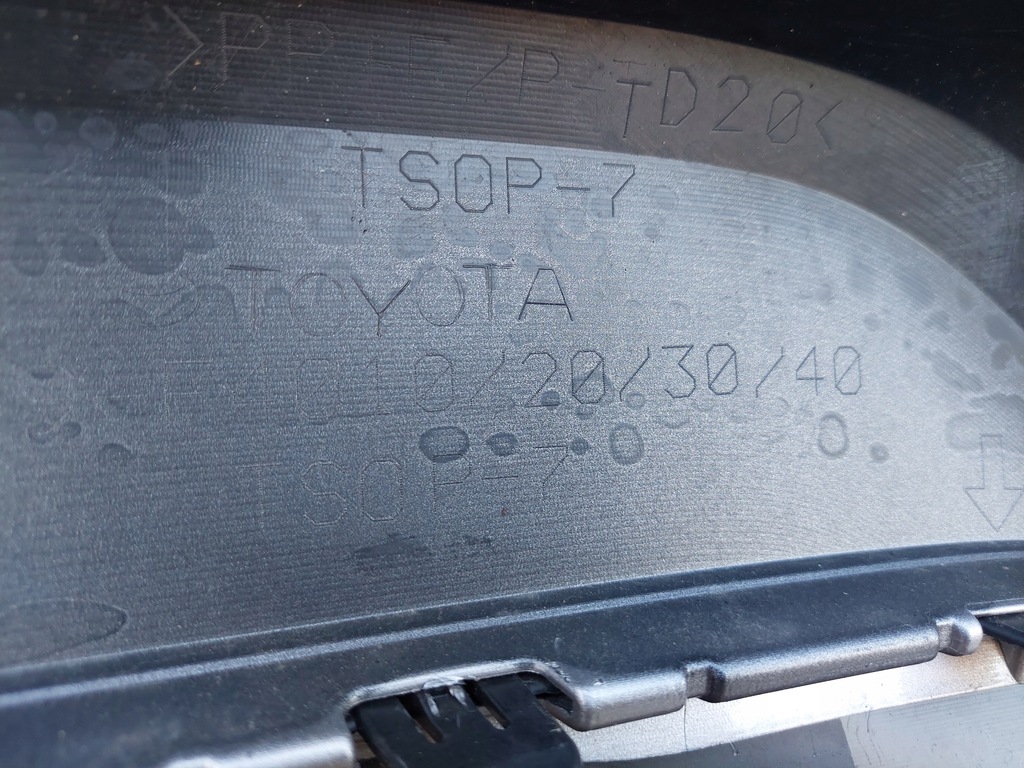 >PP+E/P-TD20<
TSOP-7
TOYOTA
10/20/30/40
TSOP-7